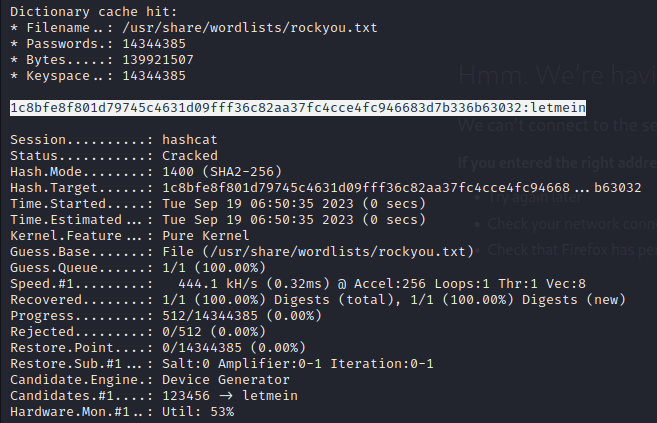 Dictionary cache hit:
* Filename..: /usr/share/wordlists/rockyou.txt
* Passwords.: 14344385
* Bytes.....: 139921507
* Keyspace..: 14344385
Hmm. We're havi
1c8bfe8f801d79745c4631d09fff36c82aa37fc4cce4fc946683d7b336b63032:letmein
We can't connect to the se
Session..........: hashcat
Status...........: Cracked
If you entered the right addre
Hash.Mode........: 1400 (SHA2-256)
Hash.Target......: 1c8bfe8f801d79745c4631d09fff36c82aa37fc4cce4fc94668...b63032
Time.Started.....: Tue Sep 19 06:50:35 2023 (0 secs)
Try again later
Time.Estimated...: Tue Sep 19 06:50:35 2023 (0 secs)
Check your network conn
Kernel.Feature...: Pure Kernel
Guess.Base.......: File (/usr/share/wordlists/rockyou.txt)
Check that Firefox has pe
Guess.Queue......: 1/1 (100.00%)
Speed.#1.........: 444.1 kH/s (0.32ms) @ Accel:256 Loops:1 Thr:1 Vec:8
Recovered........: 1/1 (100.00%) Digests (total), 1/1 (100.00%) Digests (new)
Progress.........: 512/14344385 (0.00%)
Rejected.........: 0/512 (0.00%)
Restore.Point....: 0/14344385 (0.00%)
Restore.Sub.#1...: Salt:0 Amplifier:0-1 Iteration:0-1
Candidate.Engine.: Device Generator
Candidates.#1....: 123456 -> letmein
Hardware.Mon.#1..: Util: 53%